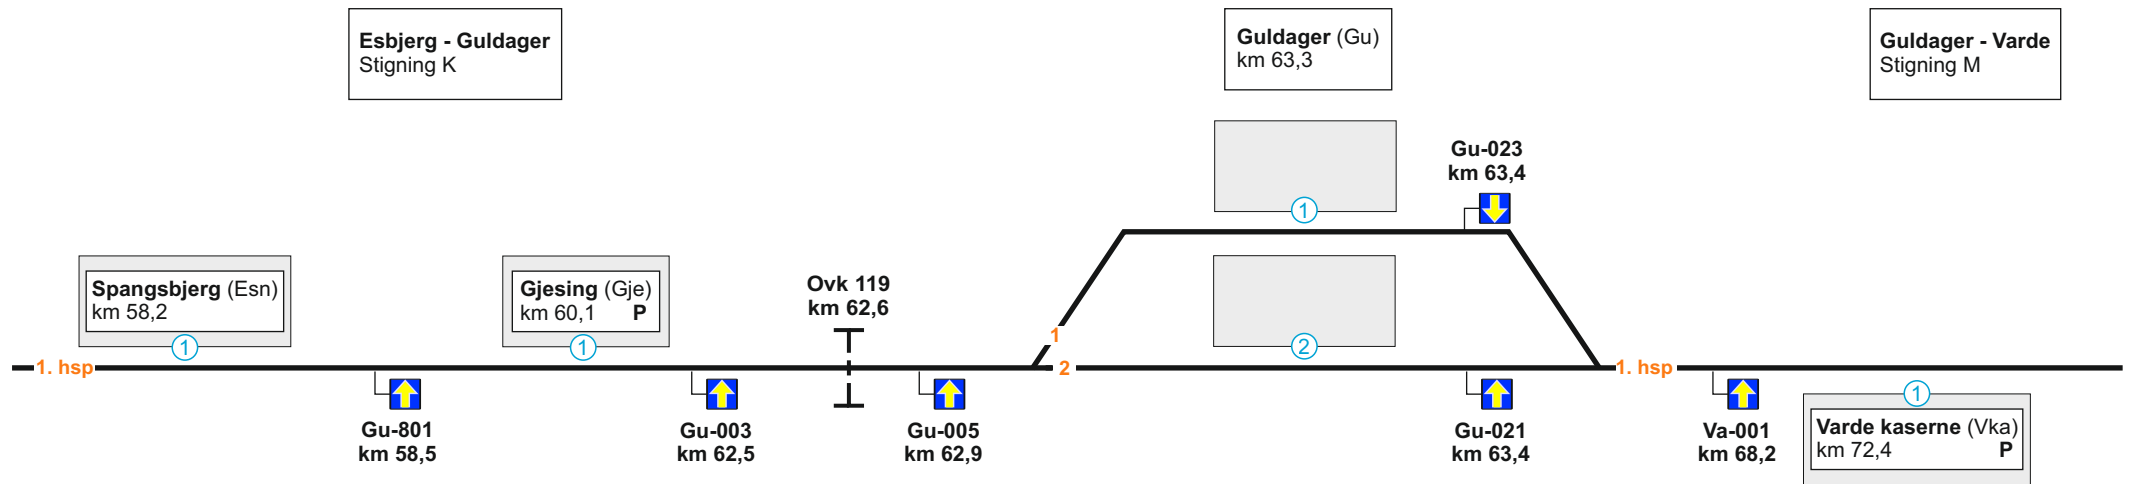 Esbjerg - Guldager
Stigning K
Guldager (Gu)
km 63,3
Guldager - Varde
Stigning M
Gu-023
km 63,4
1
Spangsbjerg (Esn)
km 58,2
1
Gjesing (Gje)
km 60,1 P
1
Ovk 119
km 62,6
1
2
1. hsp
2
1. hsp
Gu-801
km 58,5
Gu-003
km 62,5
Gu-005
km 62,9
Gu-021
km 63,4
Va-001
km 68,2
1
Varde kaserne (Vka)
km 72,4 P